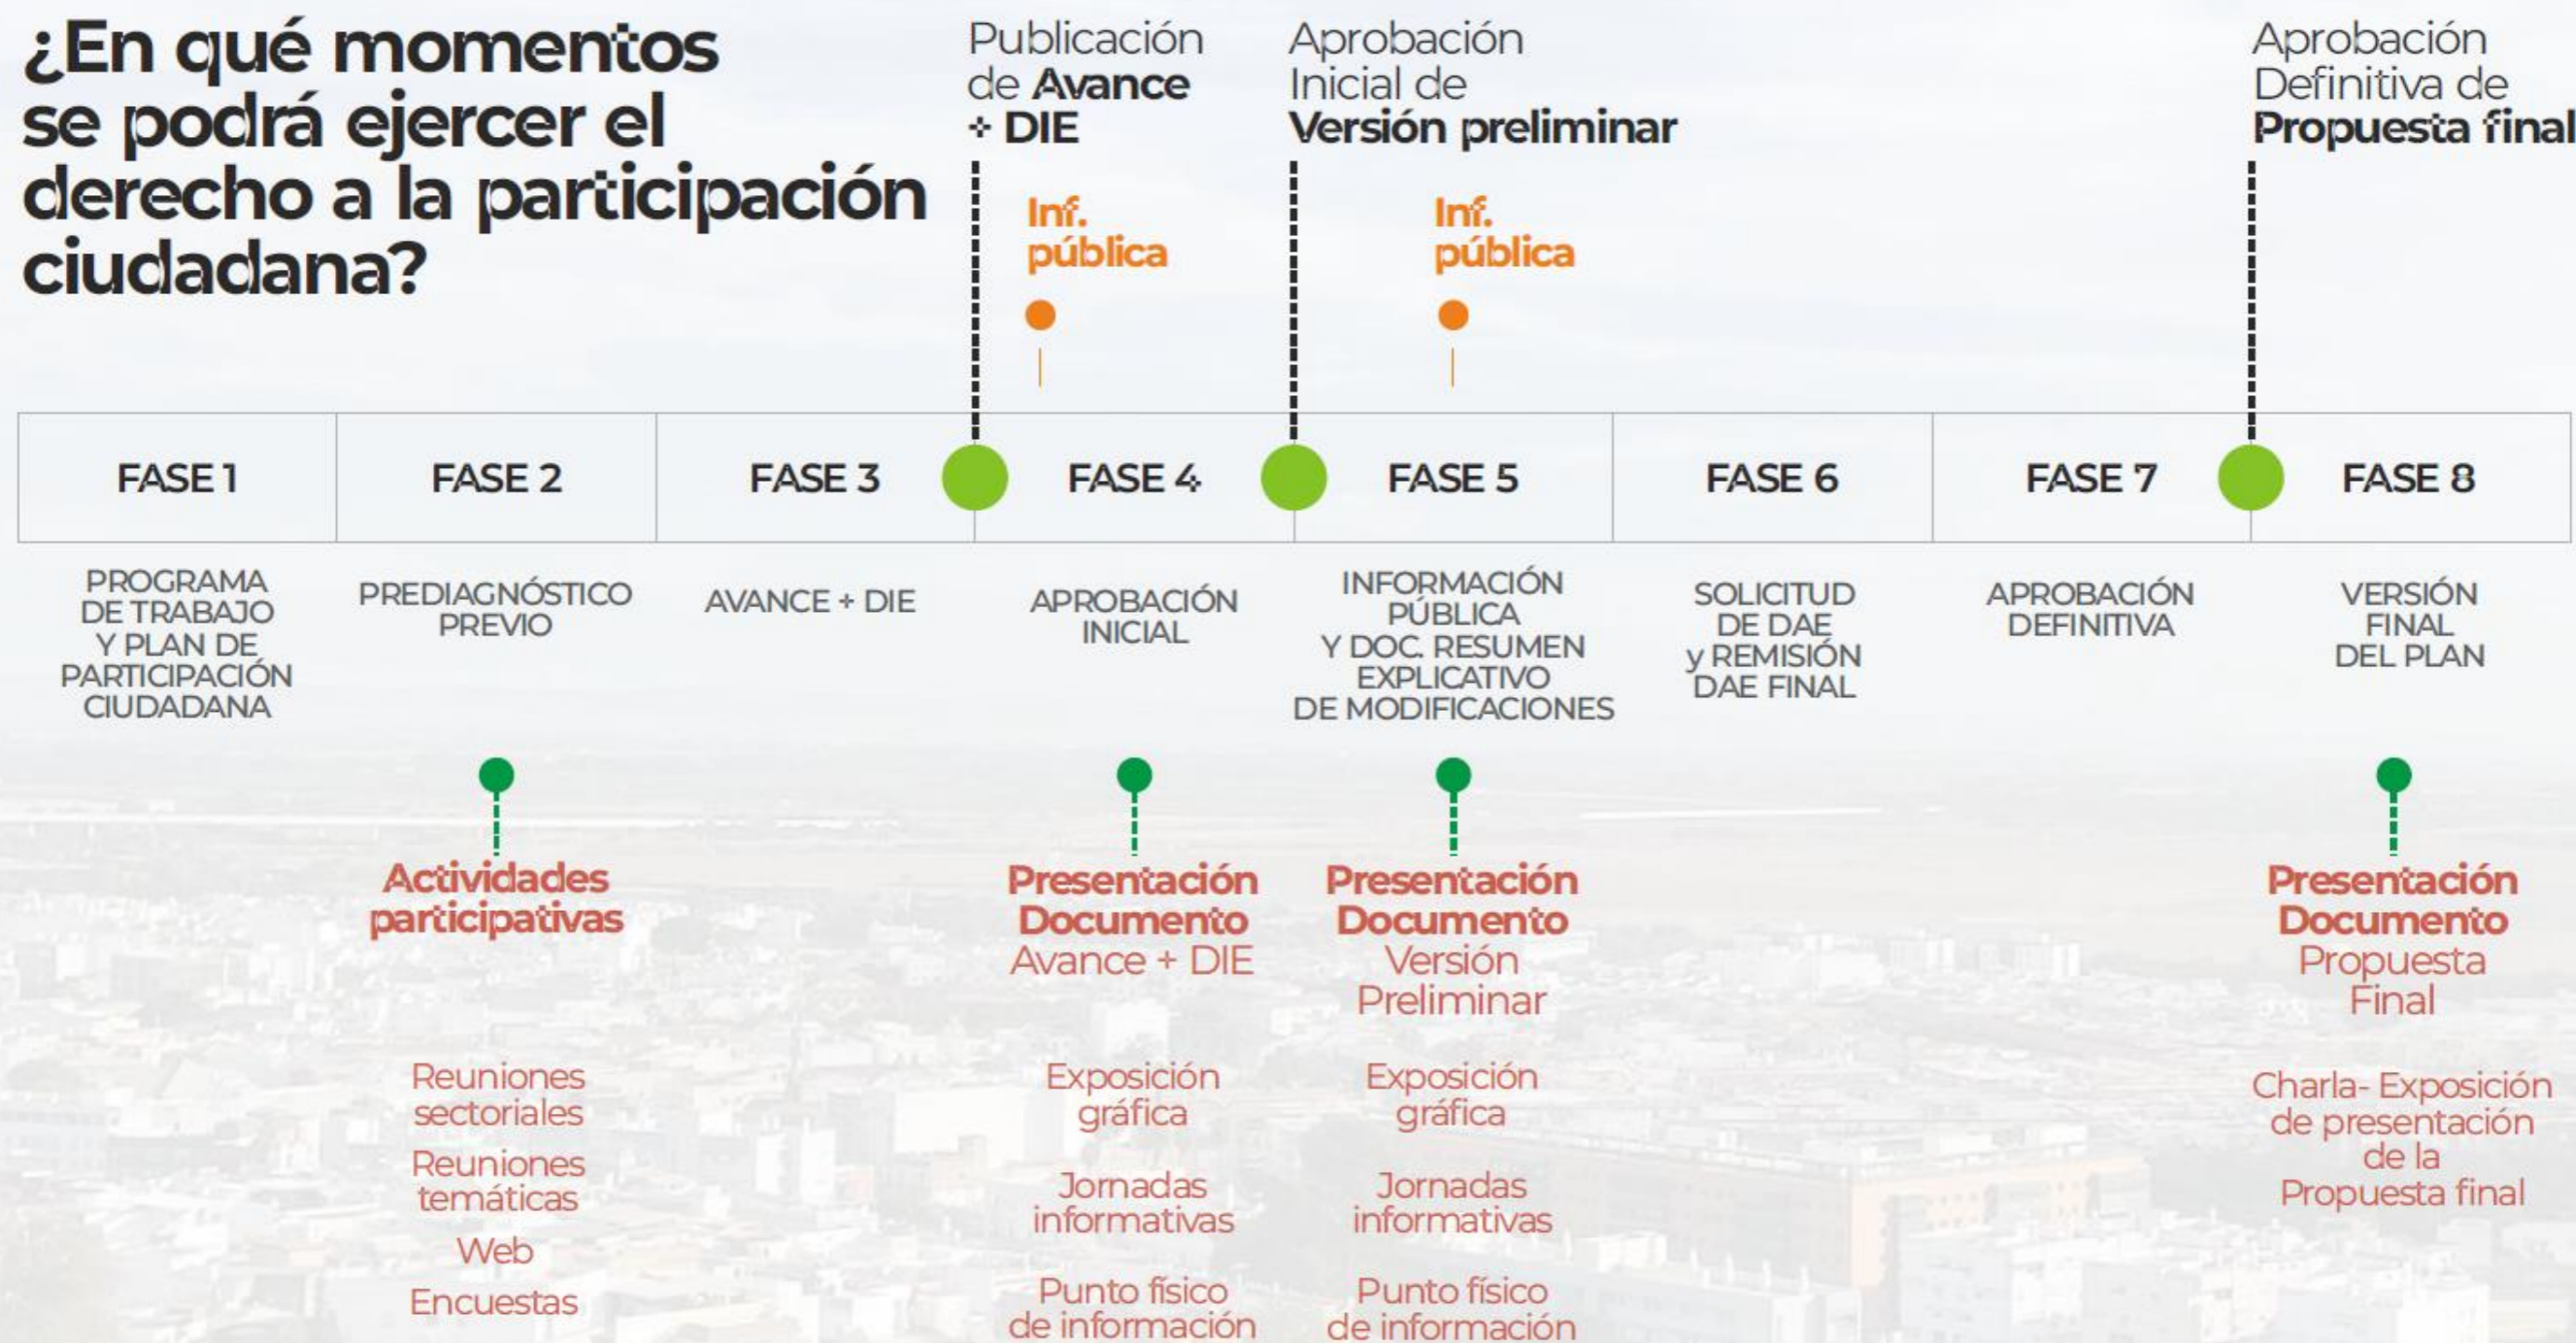 ¿En qué momentos
se podrá ejercer el
derecho a la participación
ciudadana?
Publicación
de Avance
+ DIE
Aprobación
Inicial de
Versión preliminar
Aprobación
Definitiva de
Propuesta final
Inf.
pública
Inf.
pública
FASE 1
FASE 2
FASE 3
FASE 4
FASE 5
FASE 6
FASE 7
FASE 8
PROGRAMA
DE TRABAJO
Y PLAN DE
PARTICIPACIÓN
CIUDADANA
PREDIAGNÓSTICO
PREVIO
AVANCE + DIE
APROBACIÓN
INICIAL
INFORMACIÓN
PÚBLICA
Y DOC. RESUMEN
EXPLICATIVO
DE MODIFICACIONES
SOLICITUD
DE DAE
y REMISIÓN
DAE FINAL
APROBACIÓN
DEFINITIVA
VERSIÓN
FINAL
DEL PLAN
Actividades
participativas
Reuniones
sectoriales
Reuniones
temáticas
Web
Encuestas
Presentación
Documento
Avance + DIE
Exposición
gráfica
Jornadas
informativas
Punto físico
de información
Presentación
Documento
Versión
Preliminar
Exposición
gráfica
Jornadas
informativas
Punto físico
de información
Presentación
Documento
Propuesta
Final
Charla- Exposición
de presentación
de la
Propuesta final